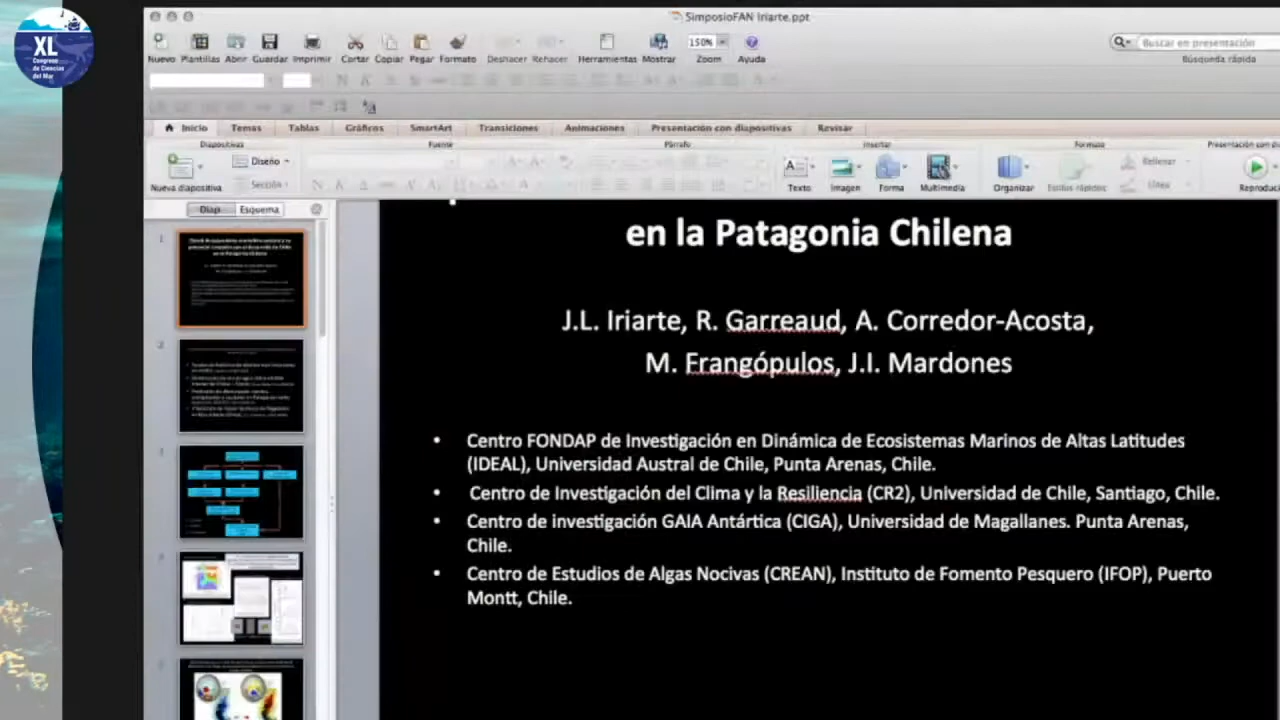 SimposioFAN Iriarte.ppt
XL
Congreso
de Ciencias
del Mar
Nuevo Plantillas Abrir Guardar Imprimir Cortar Copiar Pegar Formato Deshacer Rehacer Herramientas Mostrar Zoom Ayuda
150%
Buscar en presentación
Búsqueda rápida
Inicio Temas Tablas Gráficos SmartArt Transiciones Animaciones Presentación con diapositivas Revisar
Diapositivas Fuente Párrafo Insertar Formato Presentación con
Nueva diapositiva Diseño Sección Texto Imagen Forma Multimedia Organizar Estilos rápidos Rellenar Línea
Diap Esquema
1
2
3
en la Patagonia Chilena
J.L. Iriarte, R. Garreaud, A. Corredor-Acosta,
M. Frangópulos, J.I. Mardones
• Centro FONDAP de Investigación en Dinámica de Ecosistemas Marinos de Altas Latitudes
(IDEAL), Universidad Austral de Chile, Punta Arenas, Chile.
• Centro de Investigación del Clima y la Resiliencia (CR2), Universidad de Chile, Santiago, Chile.
• Centro de investigación GAIA Antártica (CIGA), Universidad de Magallanes. Punta Arenas,
Chile.
• Centro de Estudios de Algas Nocivas (CREAN), Instituto de Fomento Pesquero (IFOP), Puerto
Montt, Chile.